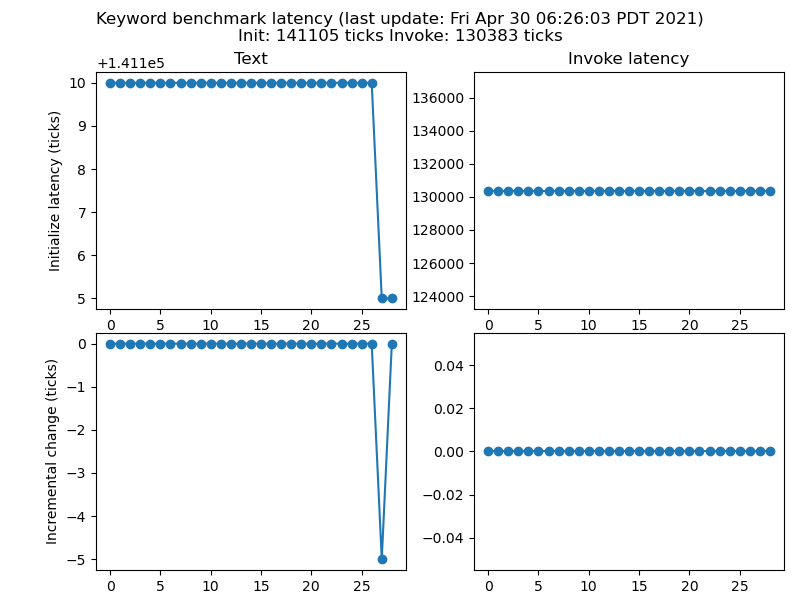 Keyword benchmark latency (last update: Fri Apr 30 06:26:03 PDT 2021)
Init: 141105 ticks Invoke: 130383 ticks
Text
+1.411e5
Initialize latency (ticks)
10
9
8
7
6
5
0 5 10 15 20 25
Invoke latency
136000
134000
132000
130000
128000
126000
124000
0 5 10 15 20 25
Incremental change (ticks)
0
−1
−2
−3
−4
−5
0 5 10 15 20 25
0.04
0.02
0.00
−0.02
−0.04
0 5 10 15 20 25